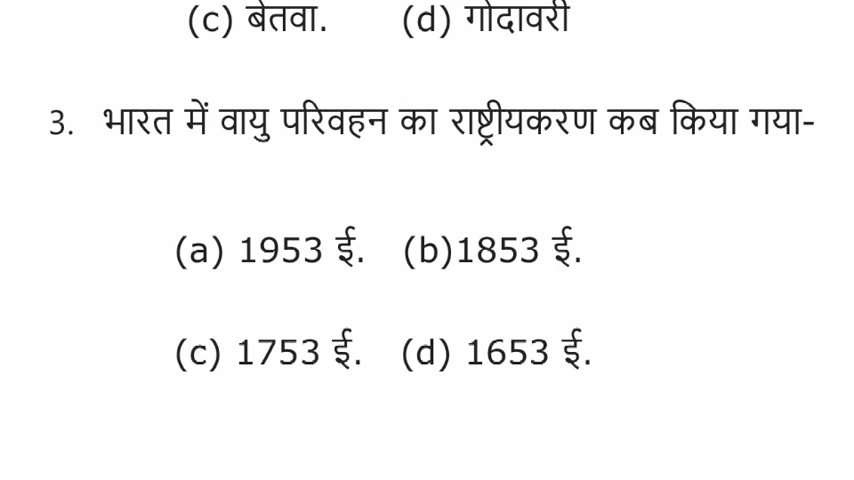 (c) बेतवा. (d) गोदावरी
3. भारत में वायु परिवहन का राष्ट्रीयकरण कब किया गया-
(a) 1953 ई. (b)1853 ई.
(c) 1753 ई. (d) 1653 ई.